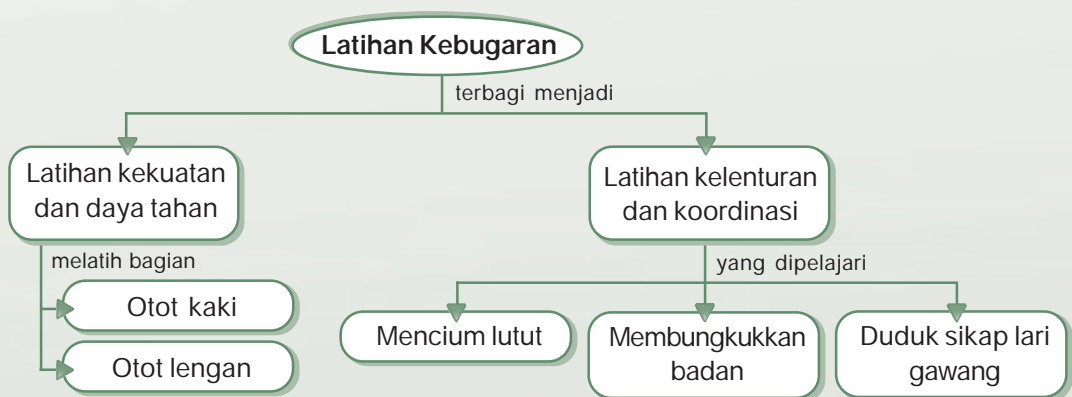 Latihan Kebugaran
terbagi menjadi
Latihan kekuatan
dan daya tahan
melatih bagian
Otot kaki
Otot lengan
Latihan kelenturan
dan koordinasi
yang dipelajari
Mencium lutut
Membungkukkan
badan
Duduk sikap lari
gawang